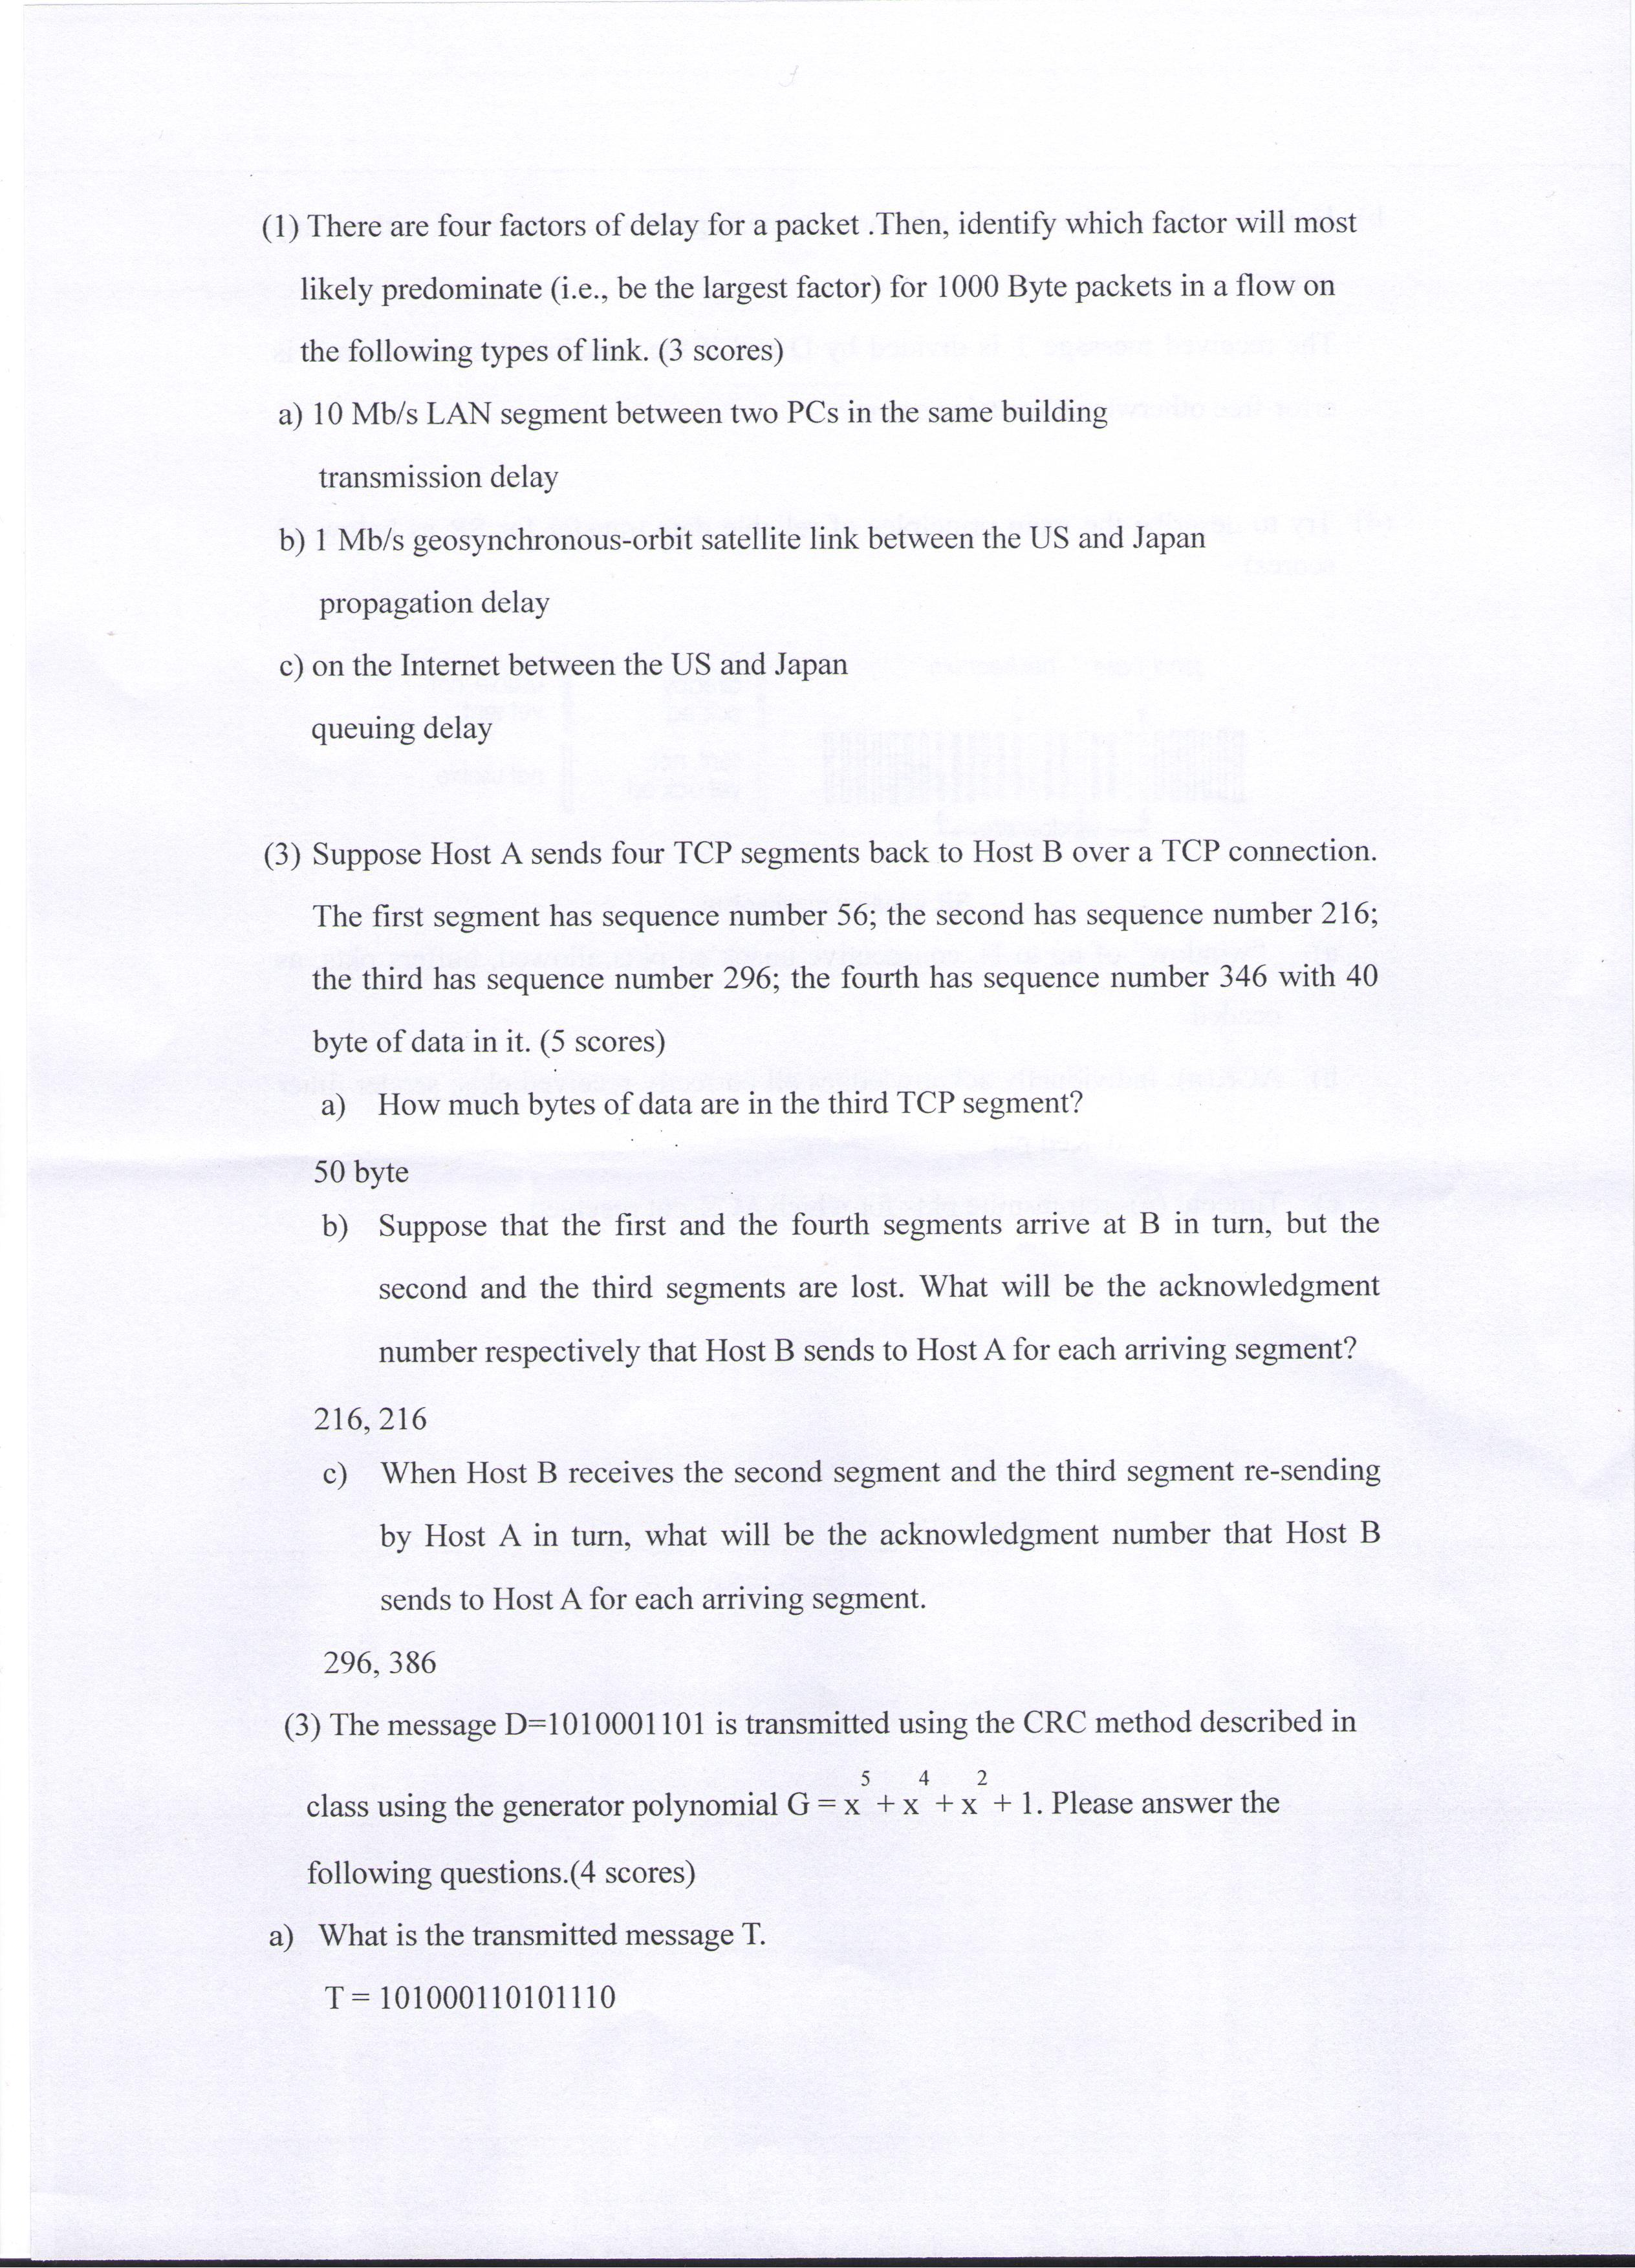 (1) There are four factors of delay for a packet .Then, identify which factor will most
likely predominate (i.e., be the largest factor) for 1000 Byte packets in a flow on
the following types of link. (3 scores)
a) 10 Mb/s LAN segment between two PCs in the same building
transmission delay
b) 1 Mb/s geosynchronous-orbit satellite link between the US and Japan
propagation delay
c) on the Internet between the US and Japan
queuing delay
(3) Suppose Host A sends four TCP segments back to Host B over a TCP connection.
The first segment has sequence number 56; the second has sequence number 216;
the third has sequence number 296; the fourth has sequence number 346 with 40
byte of data in it. (5 scores)
a) How much bytes of data are in the third TCP segment?
50 byte
b) Suppose that the first and the fourth segments arrive at B in turn, but the
second and the third segments are lost. What will be the acknowledgment
number respectively that Host B sends to Host A for each arriving segment?
216, 216
c) When Host B receives the second segment and the third segment re-sending
by Host A in turn, what will be the acknowledgment number that Host B
sends to Host A for each arriving segment.
296, 386
(3) The message D=1010001101 is transmitted using the CRC method described in
class using the generator polynomial G = x⁵ + x⁴ + x² + 1. Please answer the
following questions.(4 scores)
a) What is the transmitted message T.
T = 101000110101110